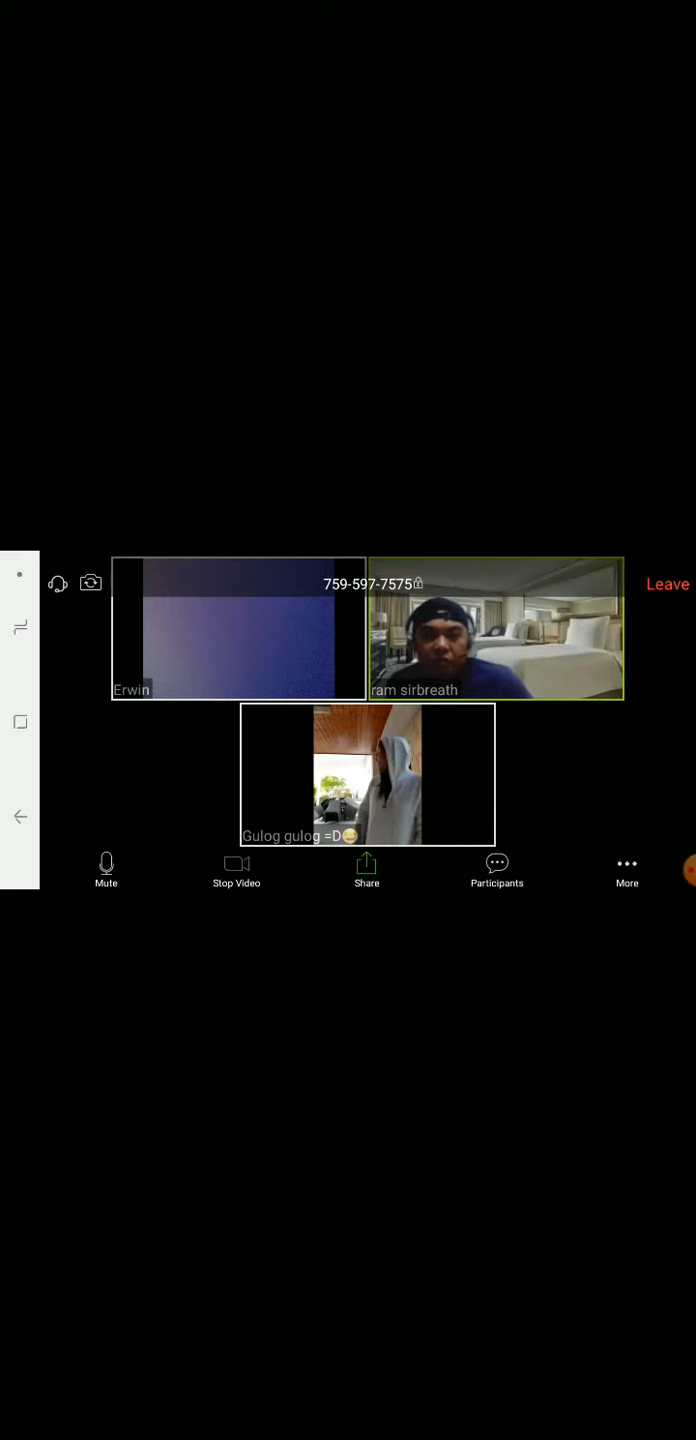 759-597-7575
Leave
Erwin
ram sirbreath
Gulog gulog =D😂
Mute
Stop Video
Share
Participants
More